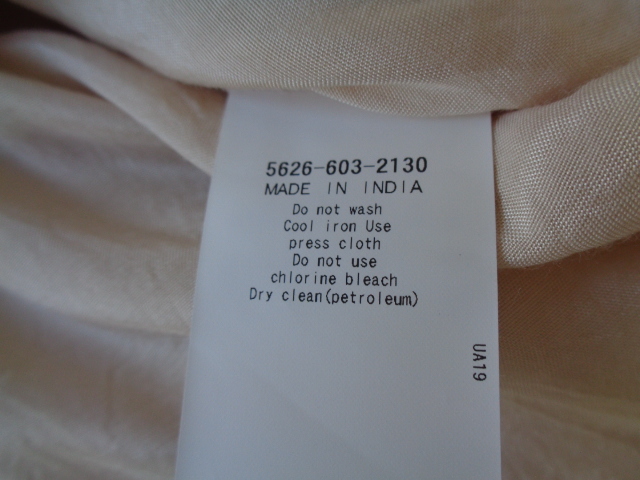 5626-603-2130
MADE IN INDIA
Do not wash
Cool iron Use
press cloth
Do not use
chlorine bleach
Dry clean(petroleum)
UA19